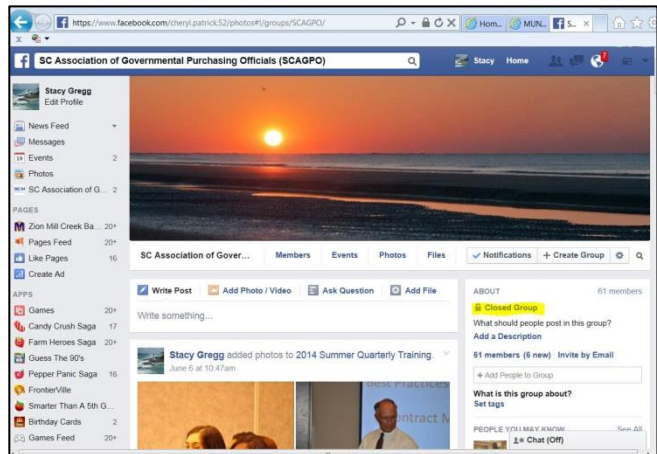 https://www.facebook.com/cheryl.patrick.52/photos#!/groups/SCAGPO/
Hom...
MUN...
S...
SC Association of Governmental Purchasing Officials (SCAGPO)
Stacy Home
Stacy Gregg
Edit Profile
News Feed
Messages
Events 2
Photos
SC Association of G... 2
PAGES
Zion Mill Creek Ba... 20+
Pages Feed 20+
Like Pages 16
Create Ad
APPS
Games 20+
Candy Crush Saga 17
Farm Heroes Saga 20+
Guess The 90's
Pepper Panic Saga 16
FrontierVille
Smarter Than A 5th G...
Birthday Cards 2
Games Feed 20+
SC Association of Gover... Members Events Photos Files Notifications + Create Group
Write Post Add Photo / Video Ask Question Add File
Write something...
Stacy Gregg added photos to 2014 Summer Quarterly Training.
June 6 at 10:47am
Best Practices
Contract
ABOUT 61 members
Closed Group
What should people post in this group?
Add a Description
61 members (6 new) Invite by Email
+ Add People to Group
What is this group about?
Set tags
PEOPLE YOU MAY KNOW See All
Chat (Off)